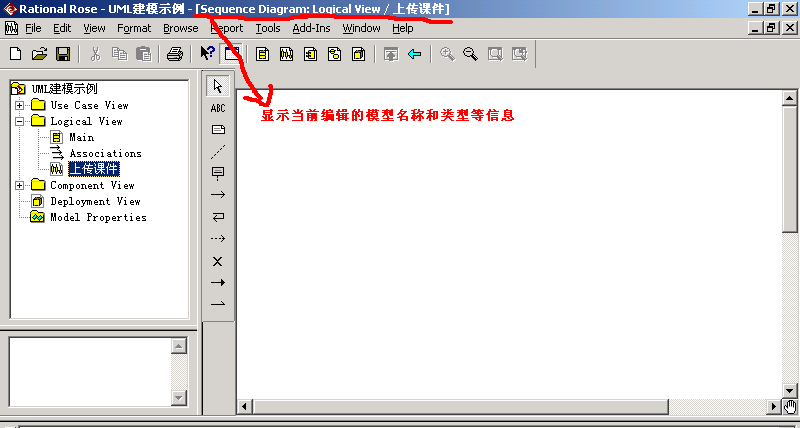 Rational Rose - UML建模示例 - [Sequence Diagram: Logical View / 上传课件]
File Edit View Format Browse Report Tools Add-Ins Window Help
UML建模示例
Use Case View
Logical View
Main
Associations
上传课件
Component View
Deployment View
Model Properties
ABC
显示当前编辑的模型名称和类型等信息